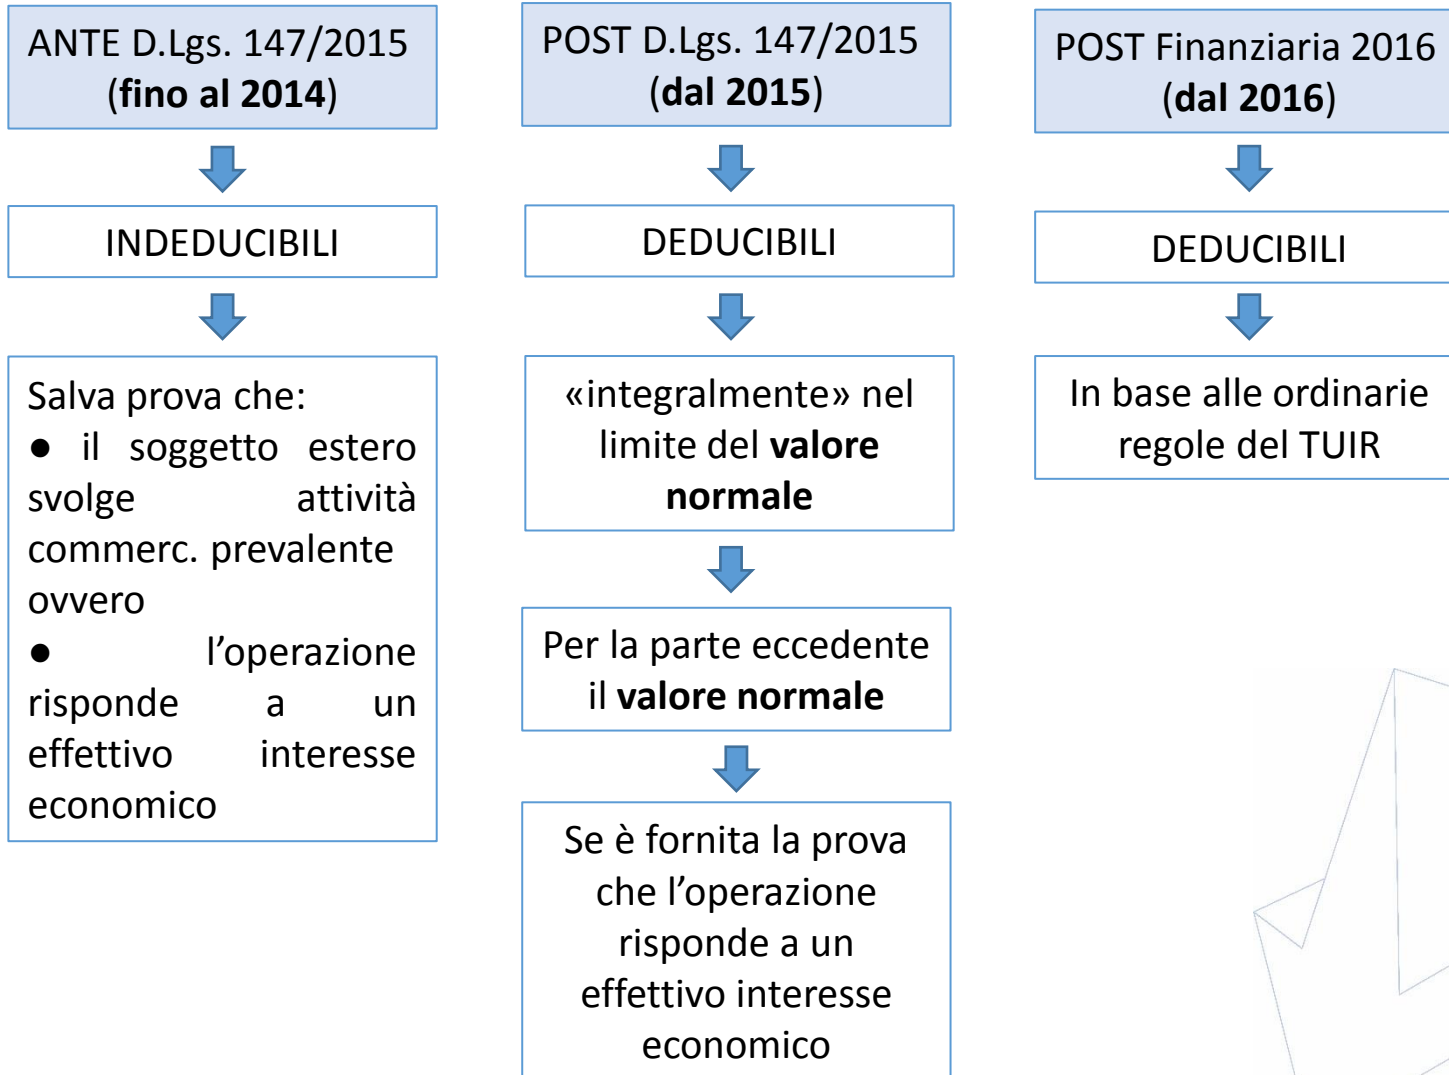 ANTE D.Lgs. 147/2015
(fino al 2014)
INDEDUCIBILI
Salva prova che:
● il soggetto estero
svolge attività
commerc. prevalente
ovvero
● l’operazione
risponde a un
effettivo interesse
economico
POST D.Lgs. 147/2015
(dal 2015)
DEDUCIBILI
«integralmente» nel
limite del valore
normale
Per la parte eccedente
il valore normale
Se è fornita la prova
che l’operazione
risponde a un
effettivo interesse
economico
POST Finanziaria 2016
(dal 2016)
DEDUCIBILI
In base alle ordinarie
regole del TUIR